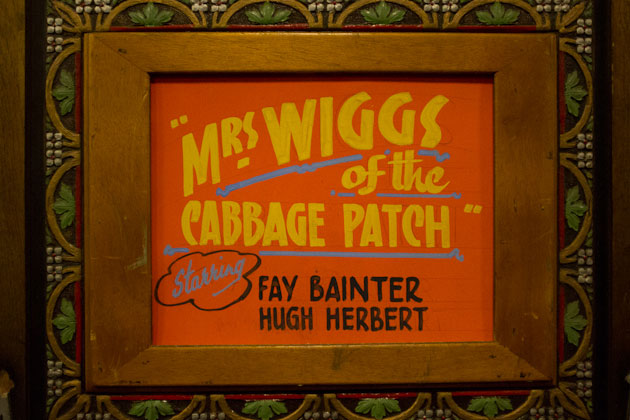 "MRS WIGGS
of the
CABBAGE PATCH"
Starring
FAY BAINTER
HUGH HERBERT